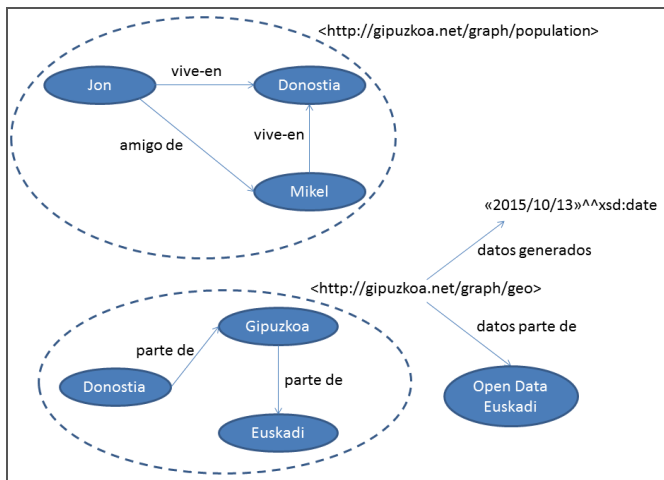 <http://gipuzkoa.net/graph/population>
Jon
vive-en
Donostia
amigo de
vive-en
Mikel
«2015/10/13»^^xsd:date
datos generados
<http://gipuzkoa.net/graph/geo>
Gipuzkoa
datos parte de
parte de
parte de
Donostia
Open Data
Euskadi
Euskadi